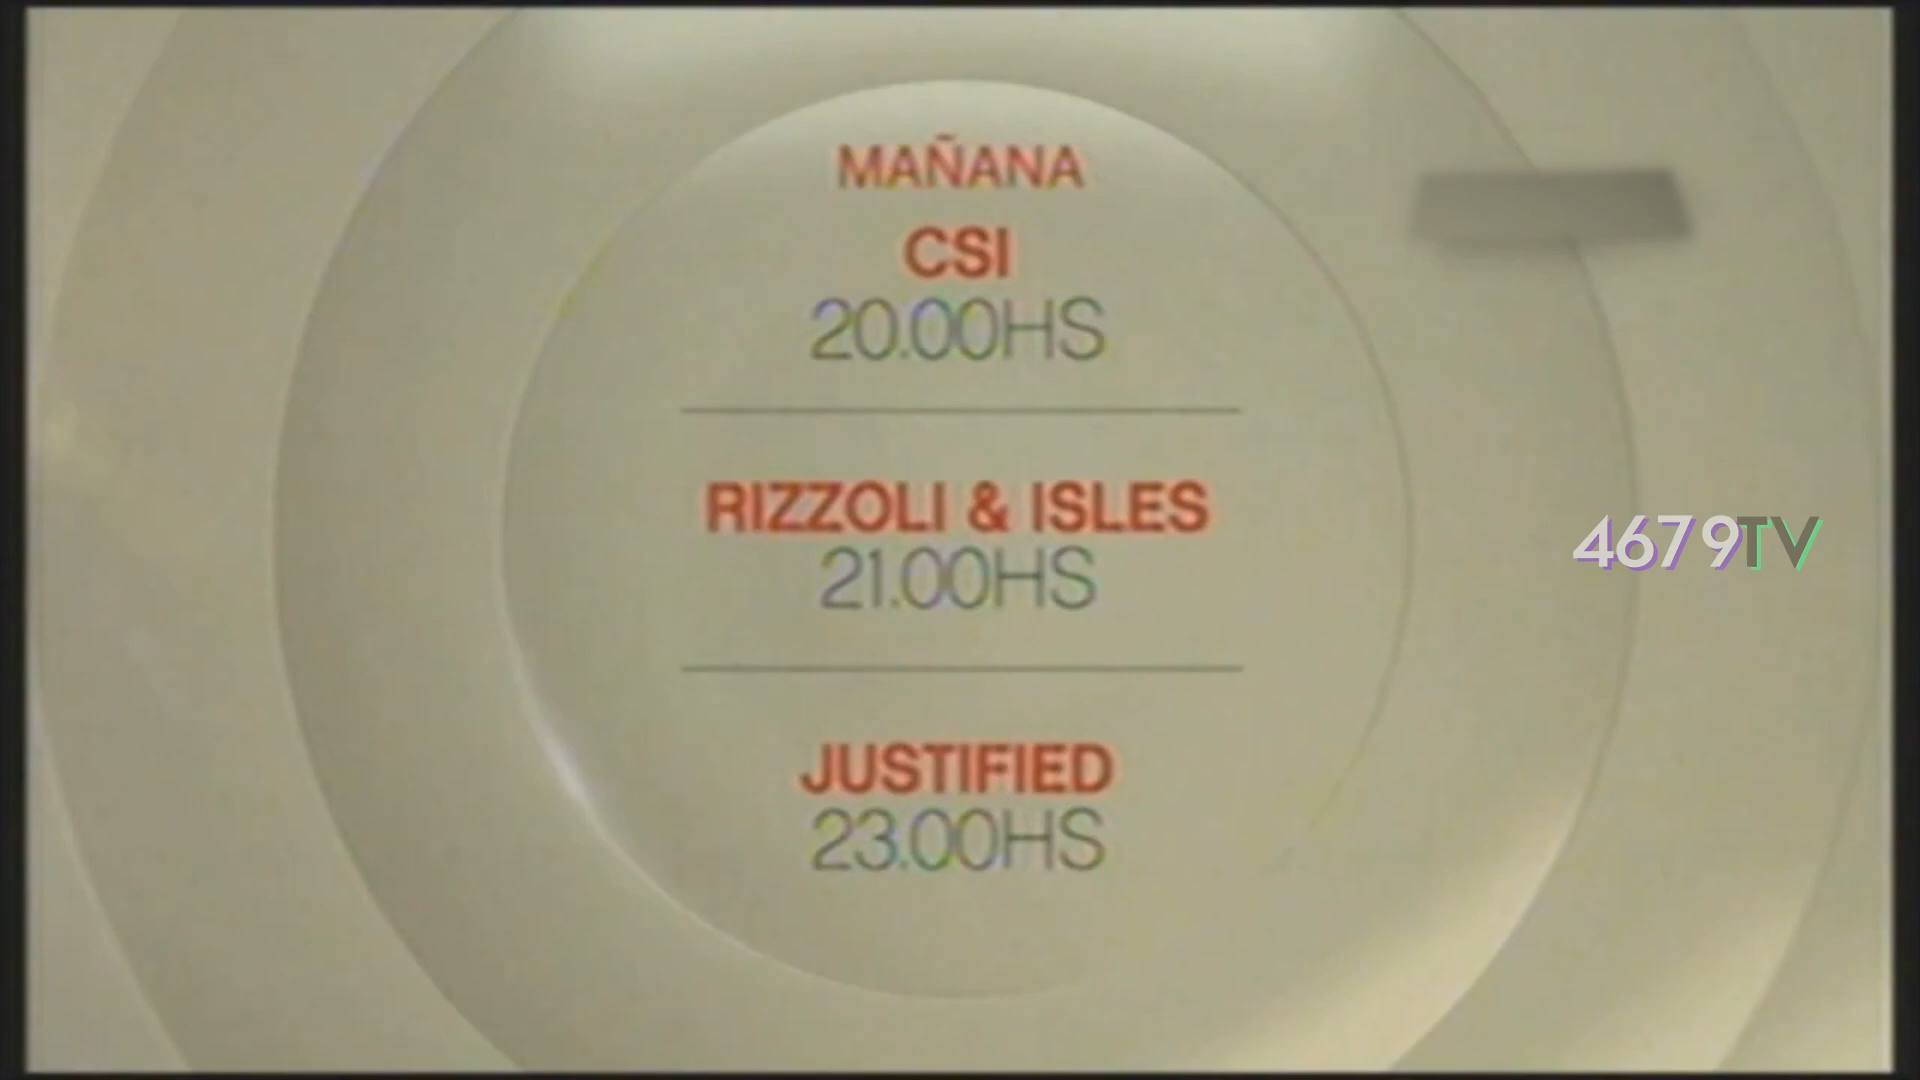 MAÑANA
CSI
20.00HS
RIZZOLI & ISLES
21.00HS
JUSTIFIED
23.00HS
4679TV